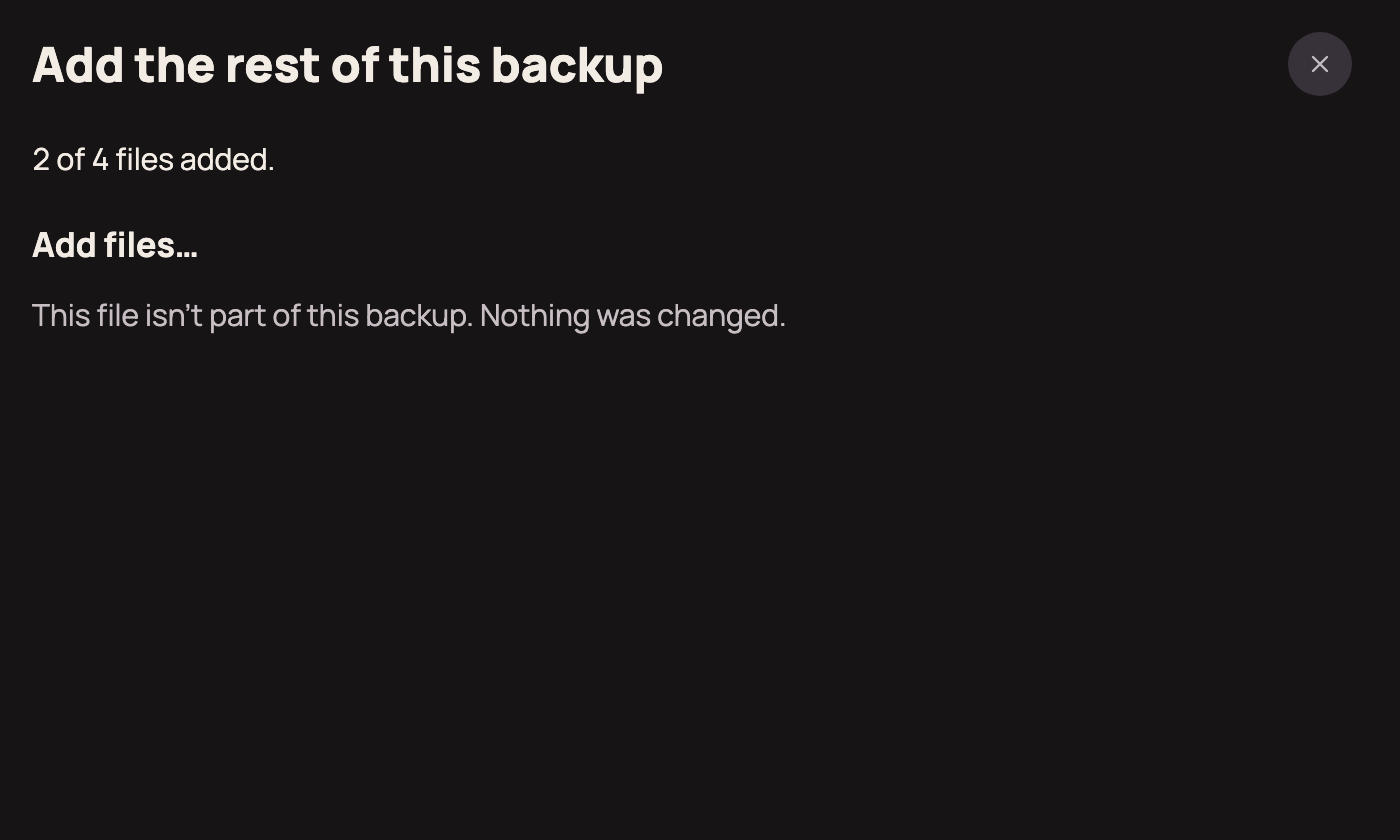 Add the rest of this backup
2 of 4 files added.
Add files…
This file isn’t part of this backup. Nothing was changed.